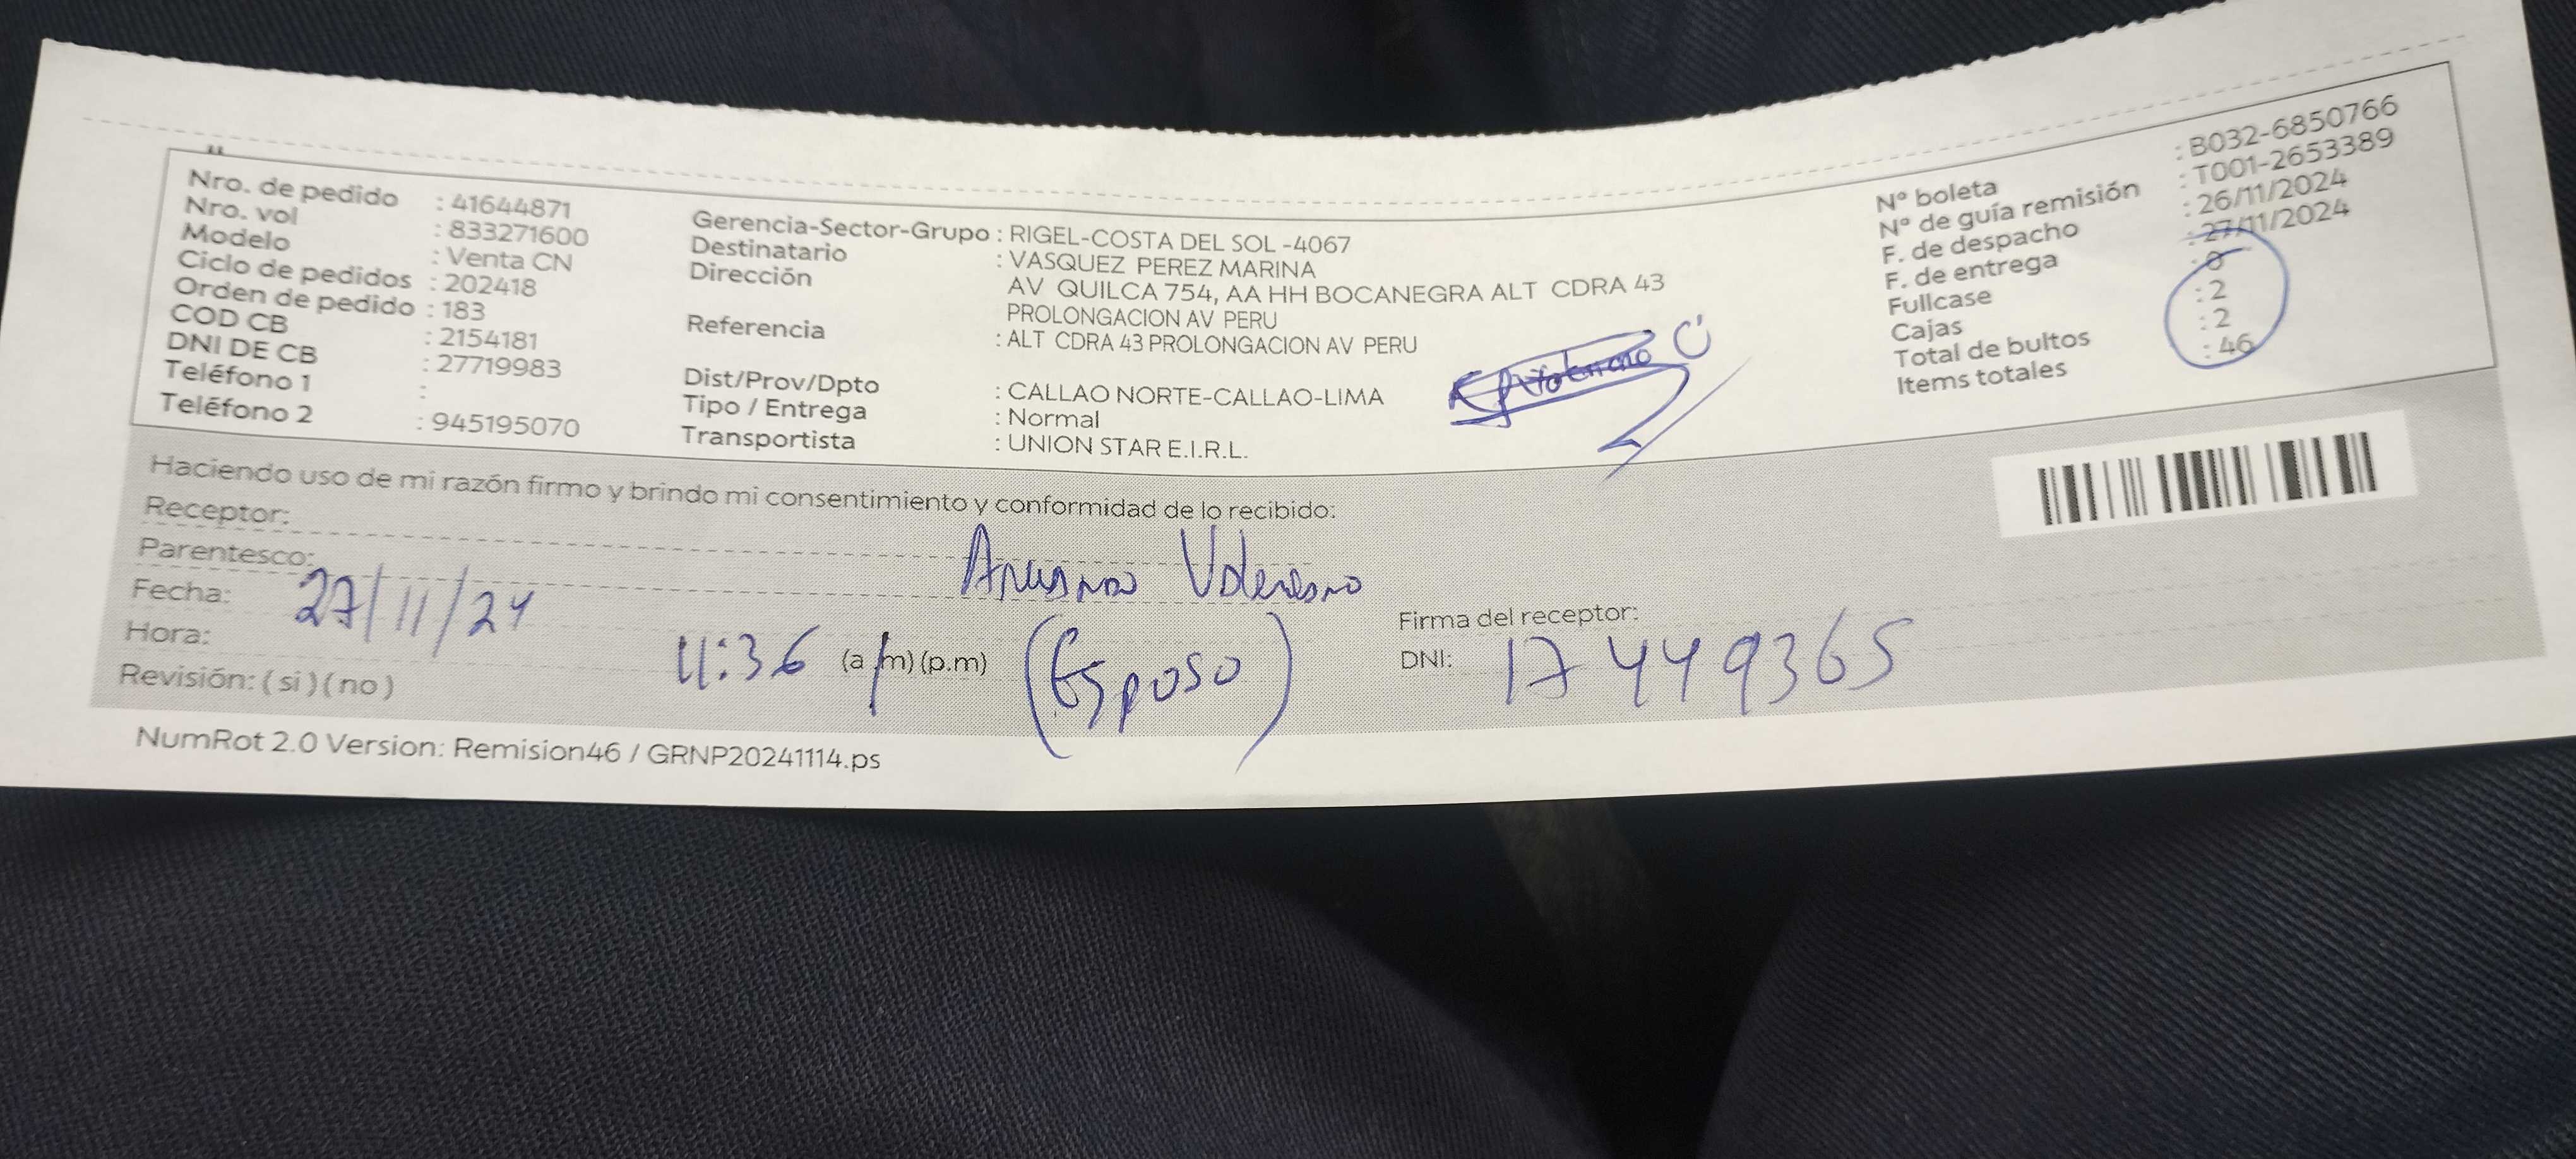 Nro. de pedido : 41644871
Nro. vol : 833271600
Modelo : Venta CN
Ciclo de pedidos : 202418
Orden de pedido : 183
COD CB : 2154181
DNI DE CB : 27719983
Teléfono 1 :
Teléfono 2 : 945195070
Gerencia-Sector-Grupo : RIGEL-COSTA DEL SOL -4067
Destinatario : VASQUEZ PEREZ MARINA
Dirección AV QUILCA 754, AA HH BOCANEGRA ALT CDRA 43
PROLONGACION AV PERU
Referencia : ALT CDRA 43 PROLONGACION AV PERU
Dist/Prov/Dpto : CALLAO NORTE-CALLAO-LIMA
Tipo / Entrega : Normal
Transportista : UNION STAR E.I.R.L.
N° boleta : B032-6850766
N° de guía remisión : T001-2653389
F. de despacho : 26/11/2024
F. de entrega : 27/11/2024
Fullcase : 0
Cajas : 2
Total de bultos : 2
Items totales : 46
Haciendo uso de mi razón firmo y brindo mi consentimiento y conformidad de lo recibido:
Receptor:
Parentesco:
Fecha: 27/11/24
Hora: 11:36 (a.m) (p.m) (Esposo)
Firma del receptor:
DNI: 17449365
Revisión: ( si ) ( no )
NumRot 2.0 Version: Remision46 / GRNP20241114.ps